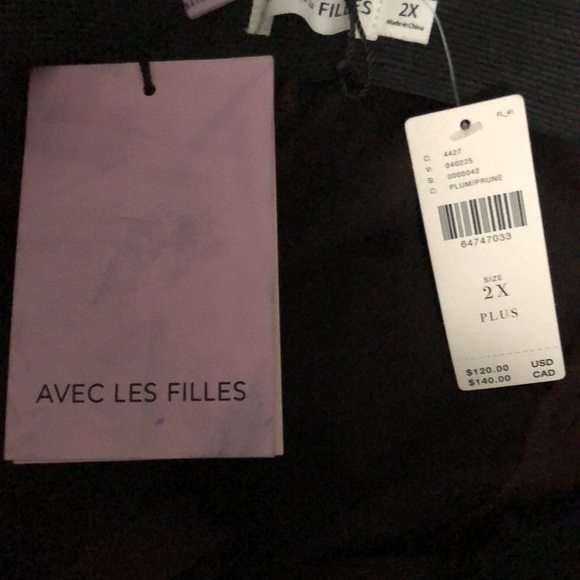 FILLES
2X
Made in China
FL_41
C: 4427
V: 040225
S: 0000042
C: PLUM/PRUNE
64747033
SIZE
2X
PLUS
$120.00 USD
$140.00 CAD
AVEC LES FILLES